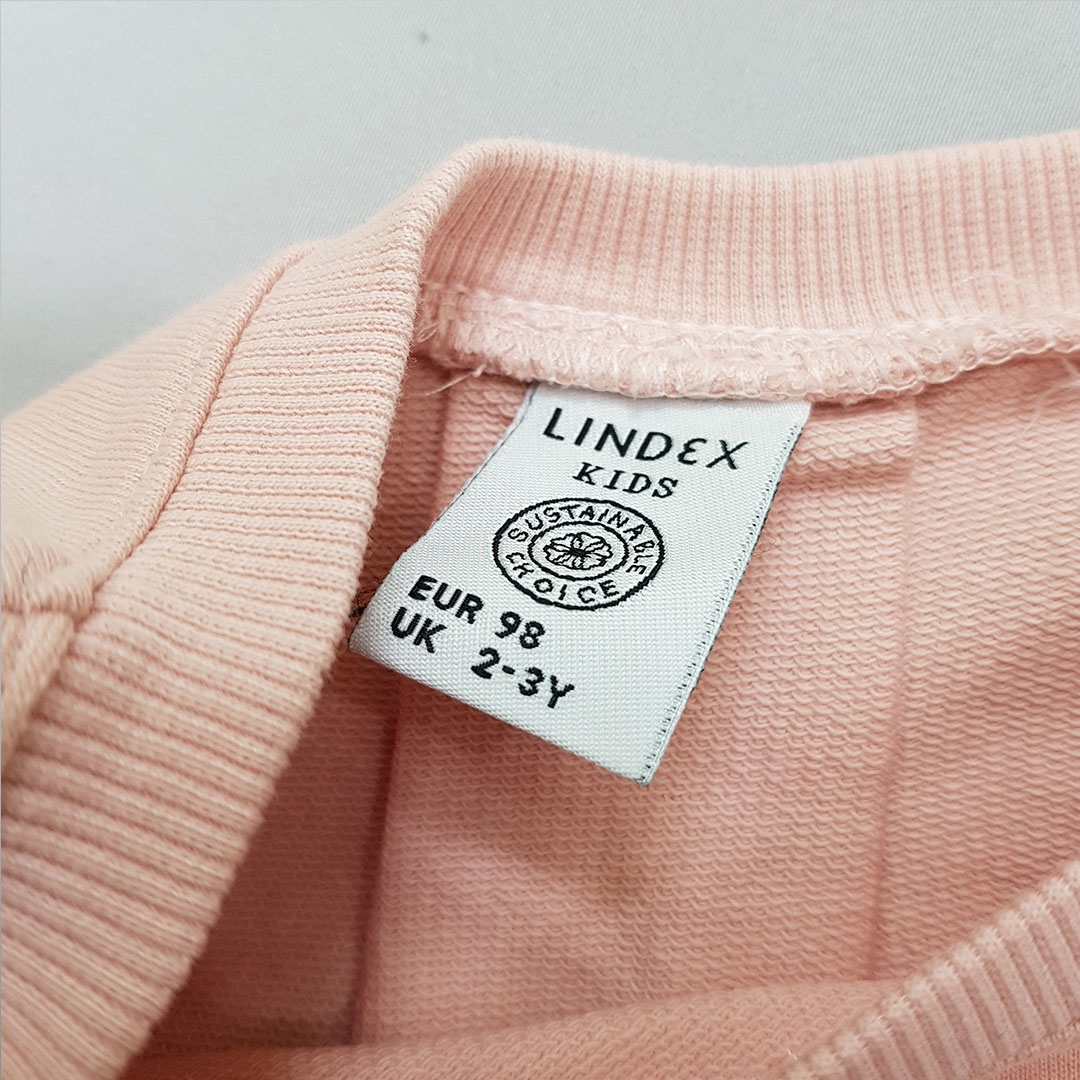 LINDEX
KIDS
SUSTAINABLE
CHOICE
EUR 98
UK 2-3Y